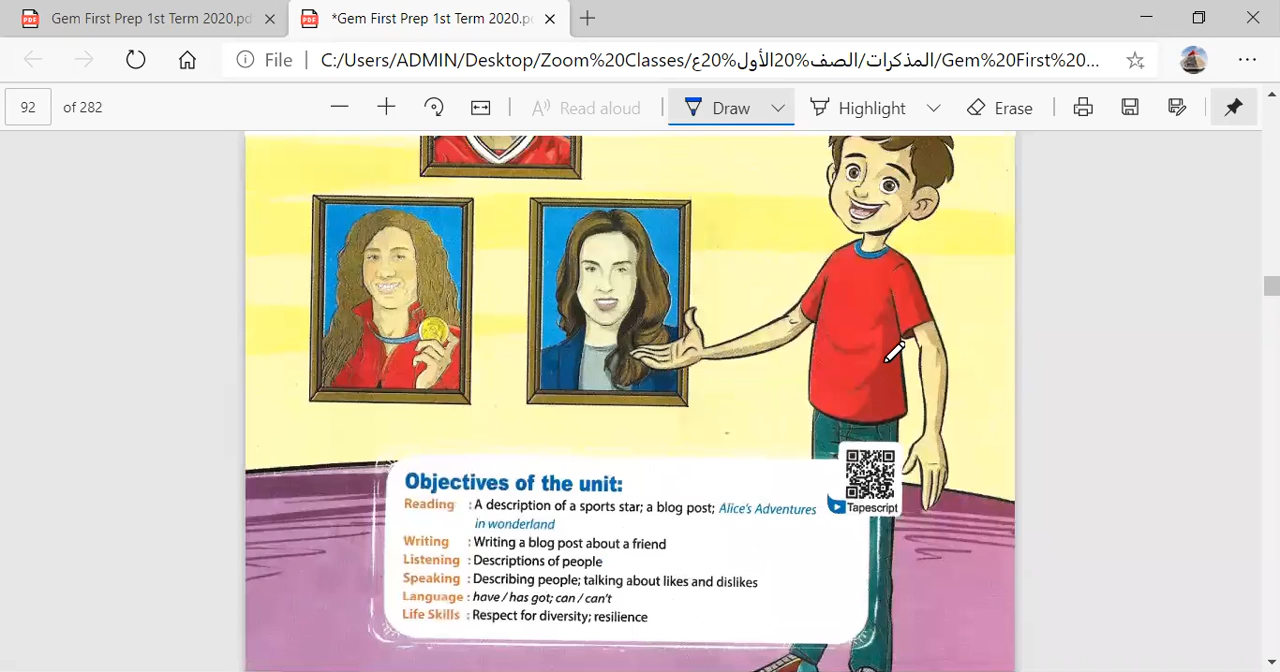 Gem First Prep 1st Term 2020.pd
*Gem First Prep 1st Term 2020.p
File
C:/Users/ADMIN/Desktop/Zoom%20Classes/المذكرات/الصف%20الأول%20ع/Gem%20First%20...
92 of 282
Read aloud
Draw
Highlight
Erase
Objectives of the unit:
Reading : A description of a sports star; a blog post; Alice's Adventures
in wonderland
Tapescript
Writing : Writing a blog post about a friend
Listening : Descriptions of people
Speaking : Describing people; talking about likes and dislikes
Language : have / has got; can / can't
Life Skills : Respect for diversity; resilience